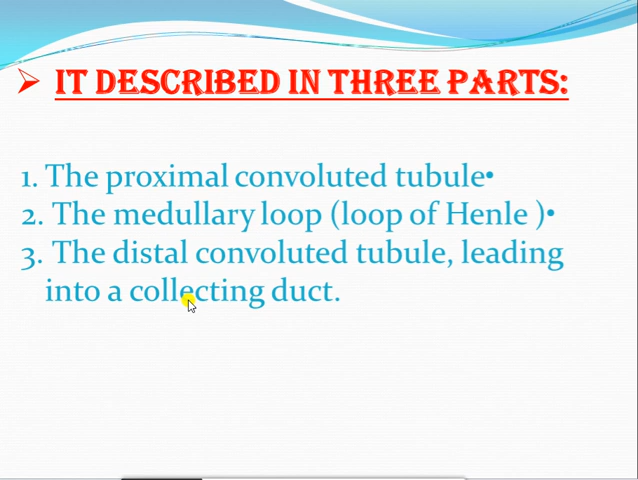 ➢ IT DESCRIBED IN THREE PARTS:
1. The proximal convoluted tubule•
2. The medullary loop (loop of Henle )•
3. The distal convoluted tubule, leading
into a collecting duct.